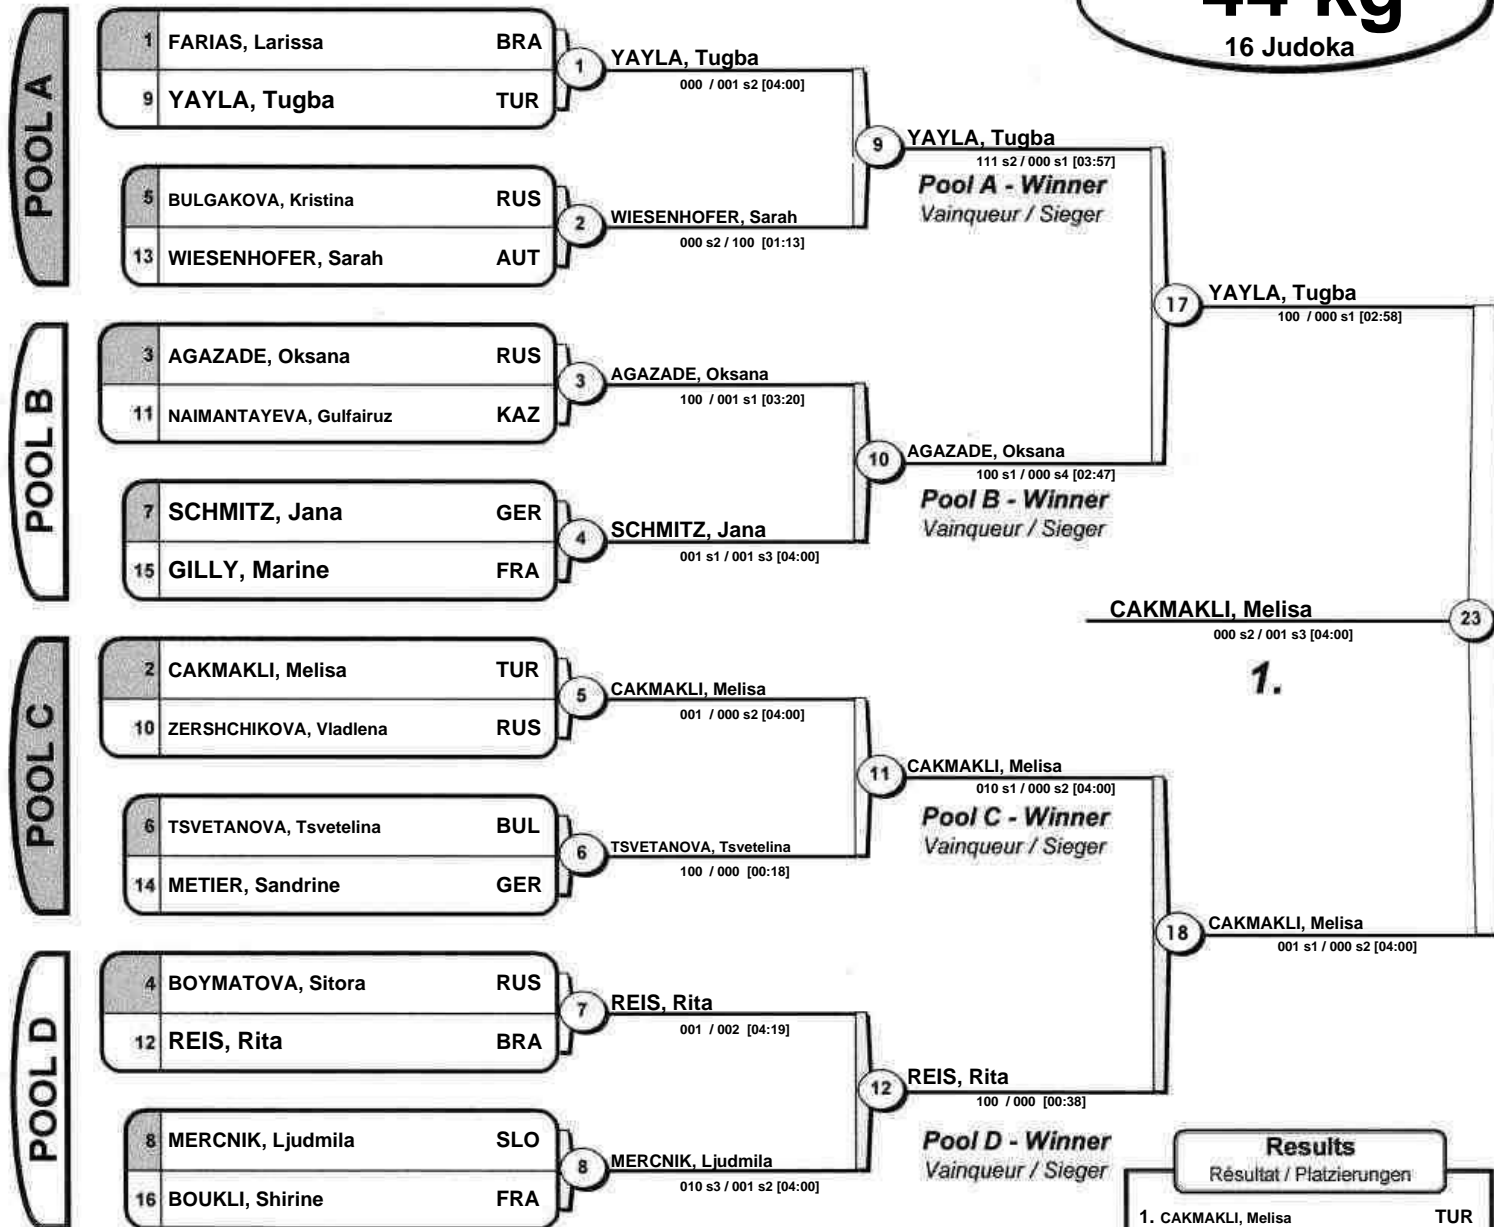 44 kg
16 Judoka
POOL A
1 FARIAS, Larissa BRA
9 YAYLA, Tugba TUR
1
YAYLA, Tugba
000 / 001 s2 [04:00]
5 BULGAKOVA, Kristina RUS
13 WIESENHOFER, Sarah AUT
2
WIESENHOFER, Sarah
000 s2 / 100 [01:13]
9
YAYLA, Tugba
111 s2 / 000 s1 [03:57]
Pool A - Winner
Vainqueur / Sieger
POOL B
3 AGAZADE, Oksana RUS
11 NAIMANTAYEVA, Gulfairuz KAZ
3
AGAZADE, Oksana
100 / 001 s1 [03:20]
7 SCHMITZ, Jana GER
15 GILLY, Marine FRA
4
SCHMITZ, Jana
001 s1 / 001 s3 [04:00]
10
AGAZADE, Oksana
100 s1 / 000 s4 [02:47]
Pool B - Winner
Vainqueur / Sieger
17
YAYLA, Tugba
100 / 000 s1 [02:58]
CAKMAKLI, Melisa
000 s2 / 001 s3 [04:00]
23
1.
POOL C
2 CAKMAKLI, Melisa TUR
10 ZERSHCHIKOVA, Vladlena RUS
5
CAKMAKLI, Melisa
001 / 000 s2 [04:00]
6 TSVETANOVA, Tsvetelina BUL
14 METIER, Sandrine GER
6
TSVETANOVA, Tsvetelina
100 / 000 [00:18]
11
CAKMAKLI, Melisa
010 s1 / 000 s2 [04:00]
Pool C - Winner
Vainqueur / Sieger
18
CAKMAKLI, Melisa
001 s1 / 000 s2 [04:00]
POOL D
4 BOYMATOVA, Sitora RUS
12 REIS, Rita BRA
7
REIS, Rita
001 / 002 [04:19]
8 MERCNIK, Ljudmila SLO
16 BOUKLI, Shirine FRA
8
MERCNIK, Ljudmila
010 s3 / 001 s2 [04:00]
12
REIS, Rita
100 / 000 [00:38]
Pool D - Winner
Vainqueur / Sieger
Results
Résultat / Platzierungen
1. CAKMAKLI, Melisa TUR